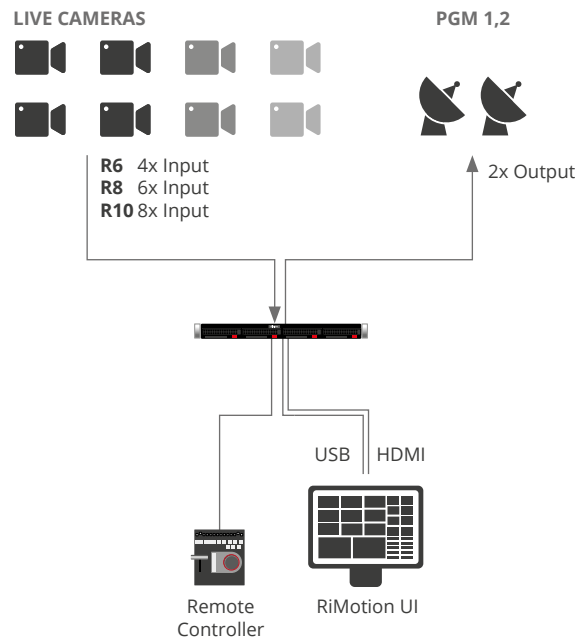 LIVE CAMERAS
PGM 1,2
R6 4x Input
R8 6x Input
R10 8x Input
2x Output
USB
HDMI
Remote
Controller
RiMotion UI